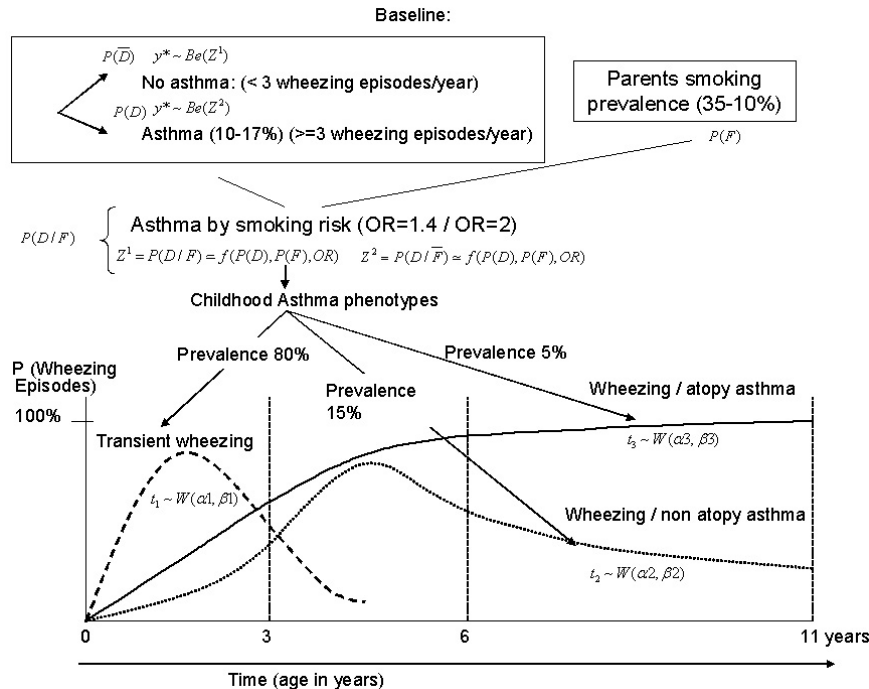 Baseline:
P(D̅) y* ~ Be(Z¹)
No asthma: (< 3 wheezing episodes/year)
P(D) y* ~ Be(Z²)
Asthma (10-17%) (>=3 wheezing episodes/year)
Parents smoking
prevalence (35-10%)
P(F)
P(D/F)
Asthma by smoking risk (OR=1.4 / OR=2)
Z¹ = P(D/F) = f(P(D), P(F), OR) Z² = P(D/F̅) ≃ f(P(D), P(F), OR)
Childhood Asthma phenotypes
Prevalence 80%
Prevalence 5%
Prevalence
15%
P (Wheezing
Episodes)
100%
Wheezing / atopy asthma
Transient wheezing
t₃ ~ W(α3, β3)
t₁ ~ W(α1, β1)
Wheezing / non atopy asthma
t₂ ~ W(α2, β2)
0 3 6 11 years
Time (age in years)